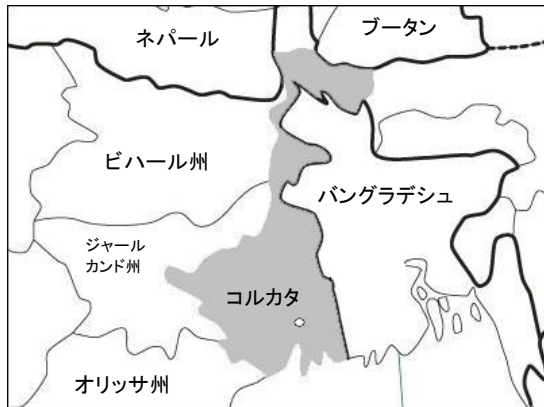 ネパール
ブータン
ビハール州
バングラデシュ
ジャール
カンド州
コルカタ
オリッサ州